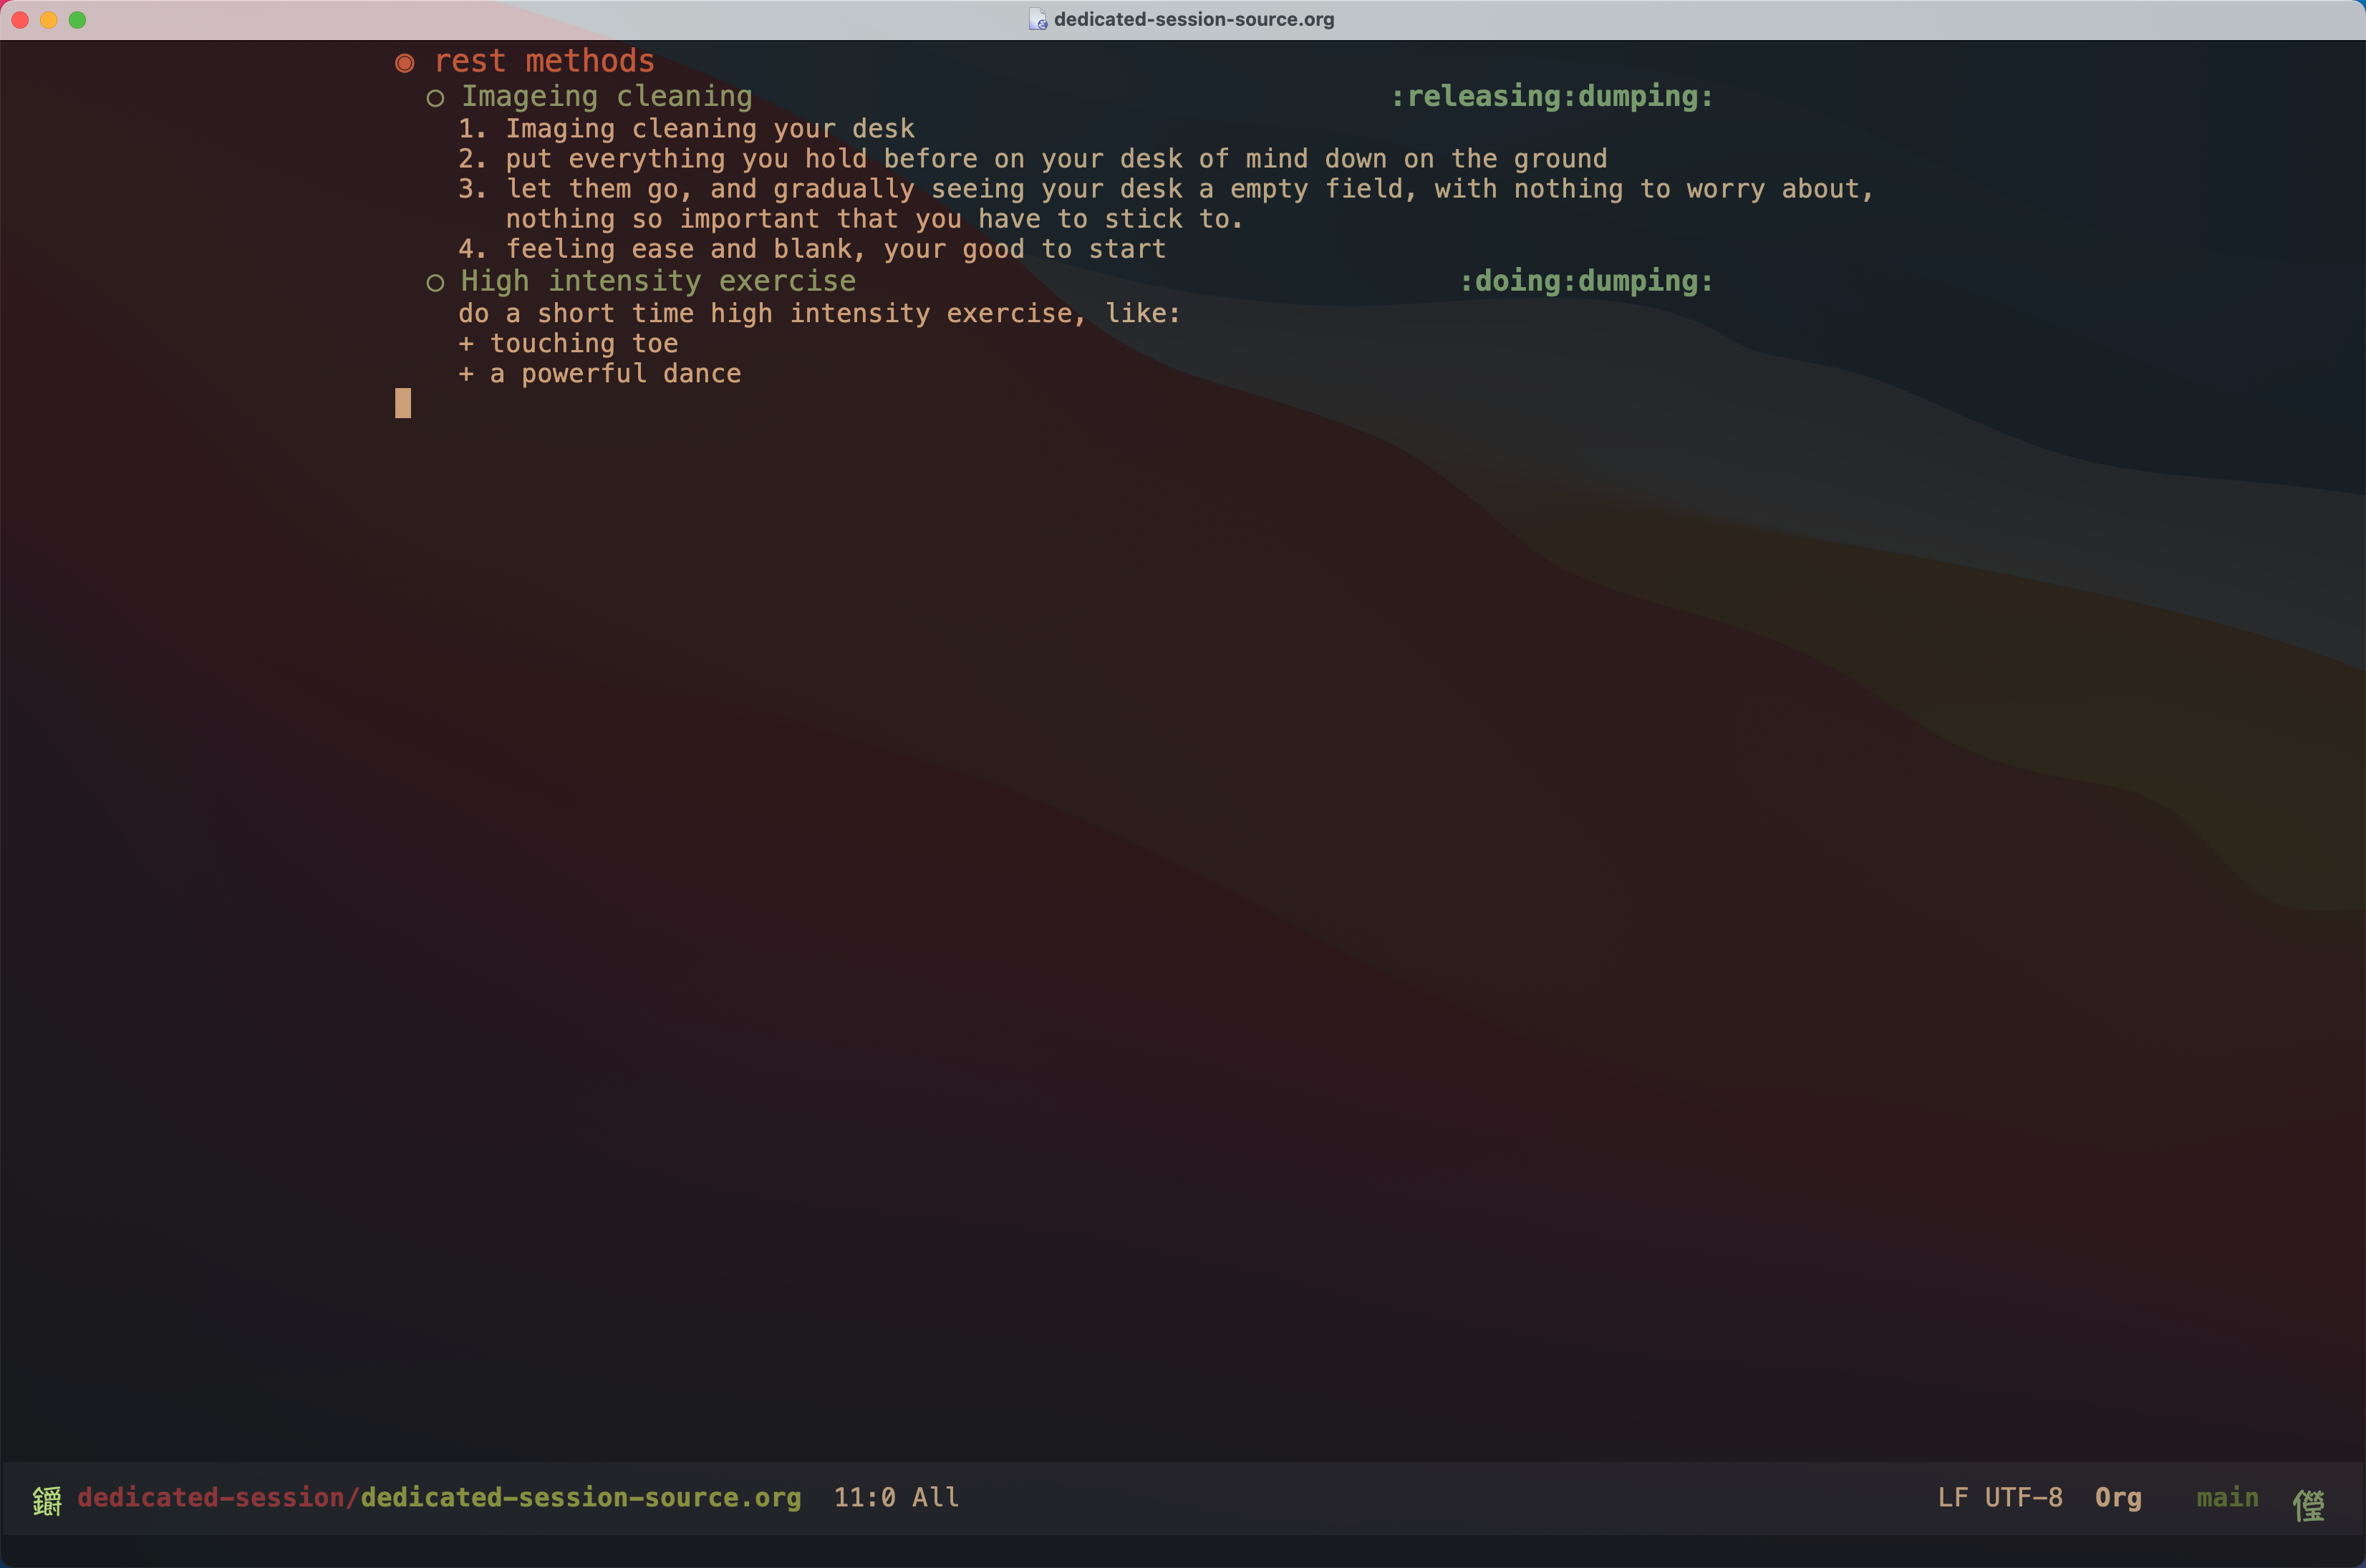 dedicated-session-source.org
◉ rest methods
○ Imageing cleaning :releasing:dumping:
1. Imaging cleaning your desk
2. put everything you hold before on your desk of mind down on the ground
3. let them go, and gradually seeing your desk a empty field, with nothing to worry about,
nothing so important that you have to stick to.
4. feeling ease and blank, your good to start
○ High intensity exercise :doing:dumping:
do a short time high intensity exercise, like:
+ touching toe
+ a powerful dance
dedicated-session/dedicated-session-source.org 11:0 All LF UTF-8 Org main